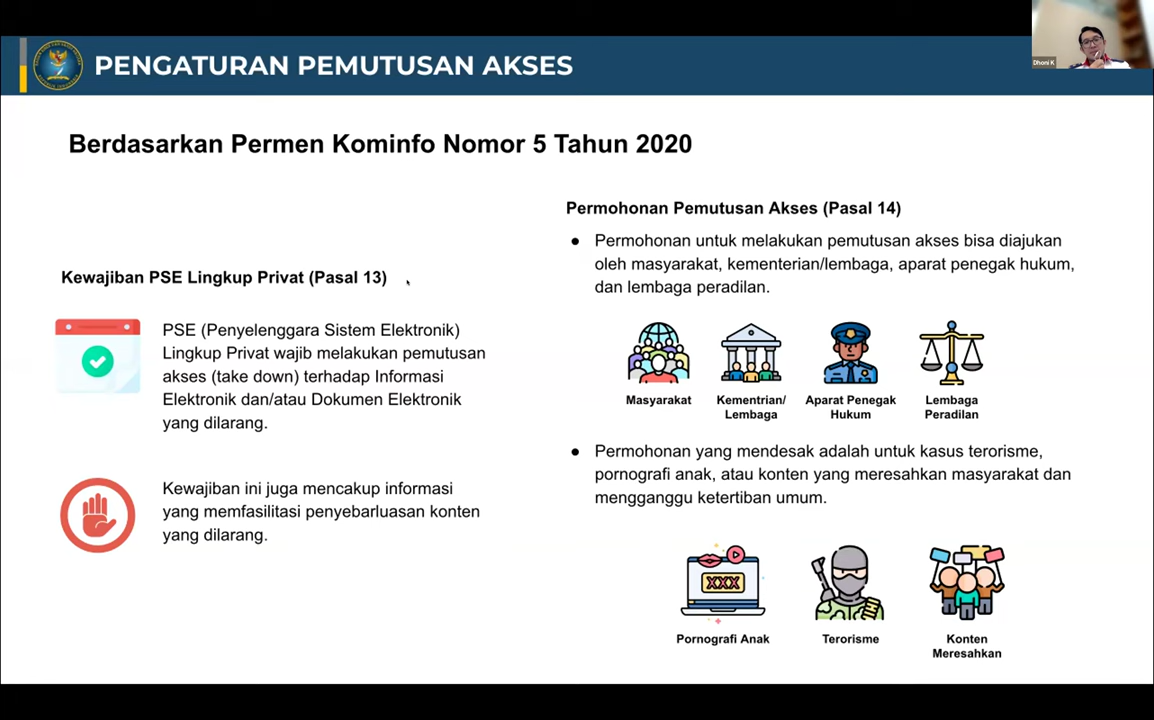 Dhoni K
PENGATURAN PEMUTUSAN AKSES
Berdasarkan Permen Kominfo Nomor 5 Tahun 2020
Kewajiban PSE Lingkup Privat (Pasal 13)
PSE (Penyelenggara Sistem Elektronik)
Lingkup Privat wajib melakukan pemutusan
akses (take down) terhadap Informasi
Elektronik dan/atau Dokumen Elektronik
yang dilarang.
Kewajiban ini juga mencakup informasi
yang memfasilitasi penyebarluasan konten
yang dilarang.
Permohonan Pemutusan Akses (Pasal 14)
● Permohonan untuk melakukan pemutusan akses bisa diajukan
oleh masyarakat, kementerian/lembaga, aparat penegak hukum,
dan lembaga peradilan.
Masyarakat
Kementrian/
Lembaga
Aparat Penegak
Hukum
Lembaga
Peradilan
● Permohonan yang mendesak adalah untuk kasus terorisme,
pornografi anak, atau konten yang meresahkan masyarakat dan
mengganggu ketertiban umum.
XXX
Pornografi Anak
Terorisme
Konten
Meresahkan